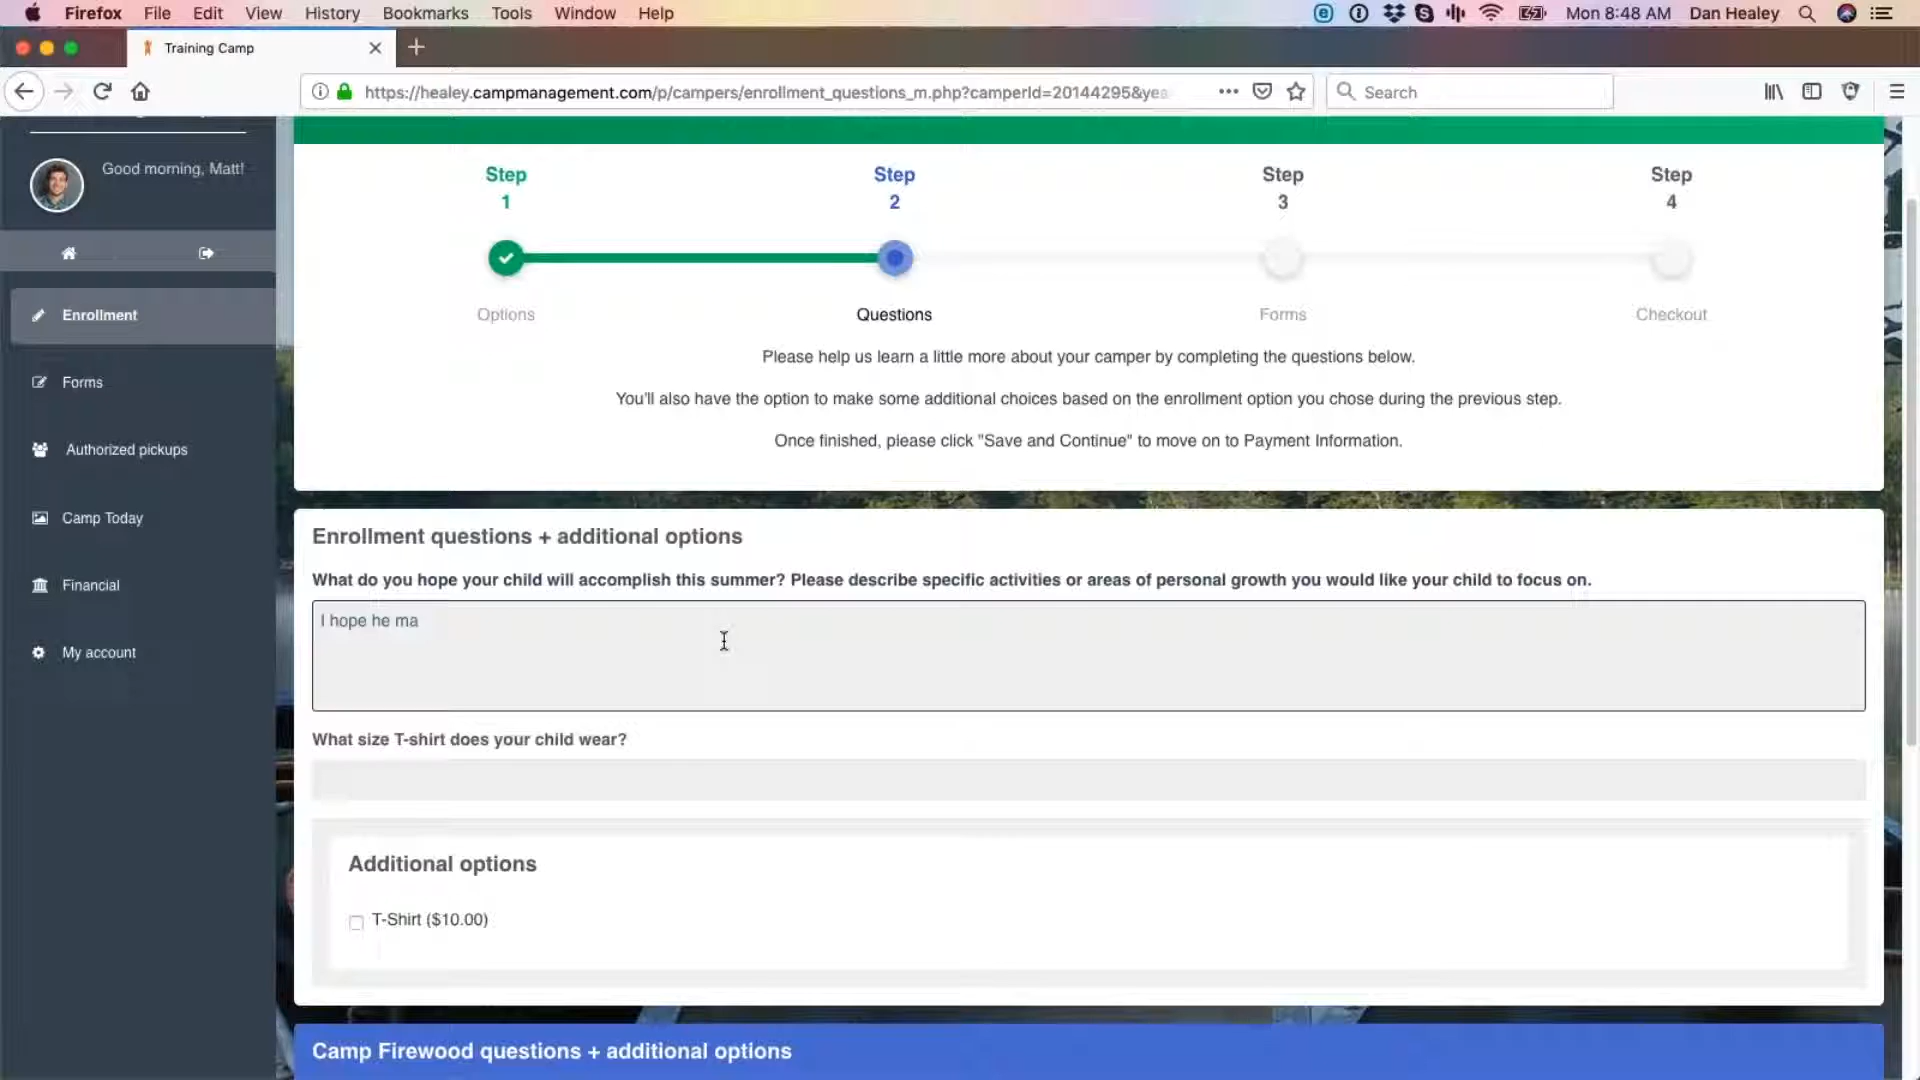 Firefox File Edit View History Bookmarks Tools Window Help Mon 8:48 AM Dan Healey
Training Camp
https://healey.campmanagement.com/p/campers/enrollment_questions_m.php?camperId=20144295&yea
Search
Good morning, Matt!
Enrollment
Forms
Authorized pickups
Camp Today
Financial
My account
Step
1
Step
2
Step
3
Step
4
Options
Questions
Forms
Checkout
Please help us learn a little more about your camper by completing the questions below.
You'll also have the option to make some additional choices based on the enrollment option you chose during the previous step.
Once finished, please click "Save and Continue" to move on to Payment Information.
Enrollment questions + additional options
What do you hope your child will accomplish this summer? Please describe specific activities or areas of personal growth you would like your child to focus on.
I hope he ma
What size T-shirt does your child wear?
Additional options
T-Shirt ($10.00)
Camp Firewood questions + additional options